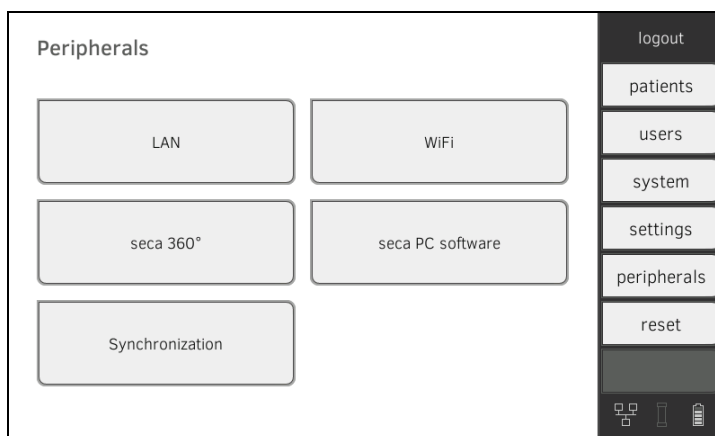 Peripherals
LAN
WiFi
seca 360°
seca PC software
Synchronization
logout
patients
users
system
settings
peripherals
reset